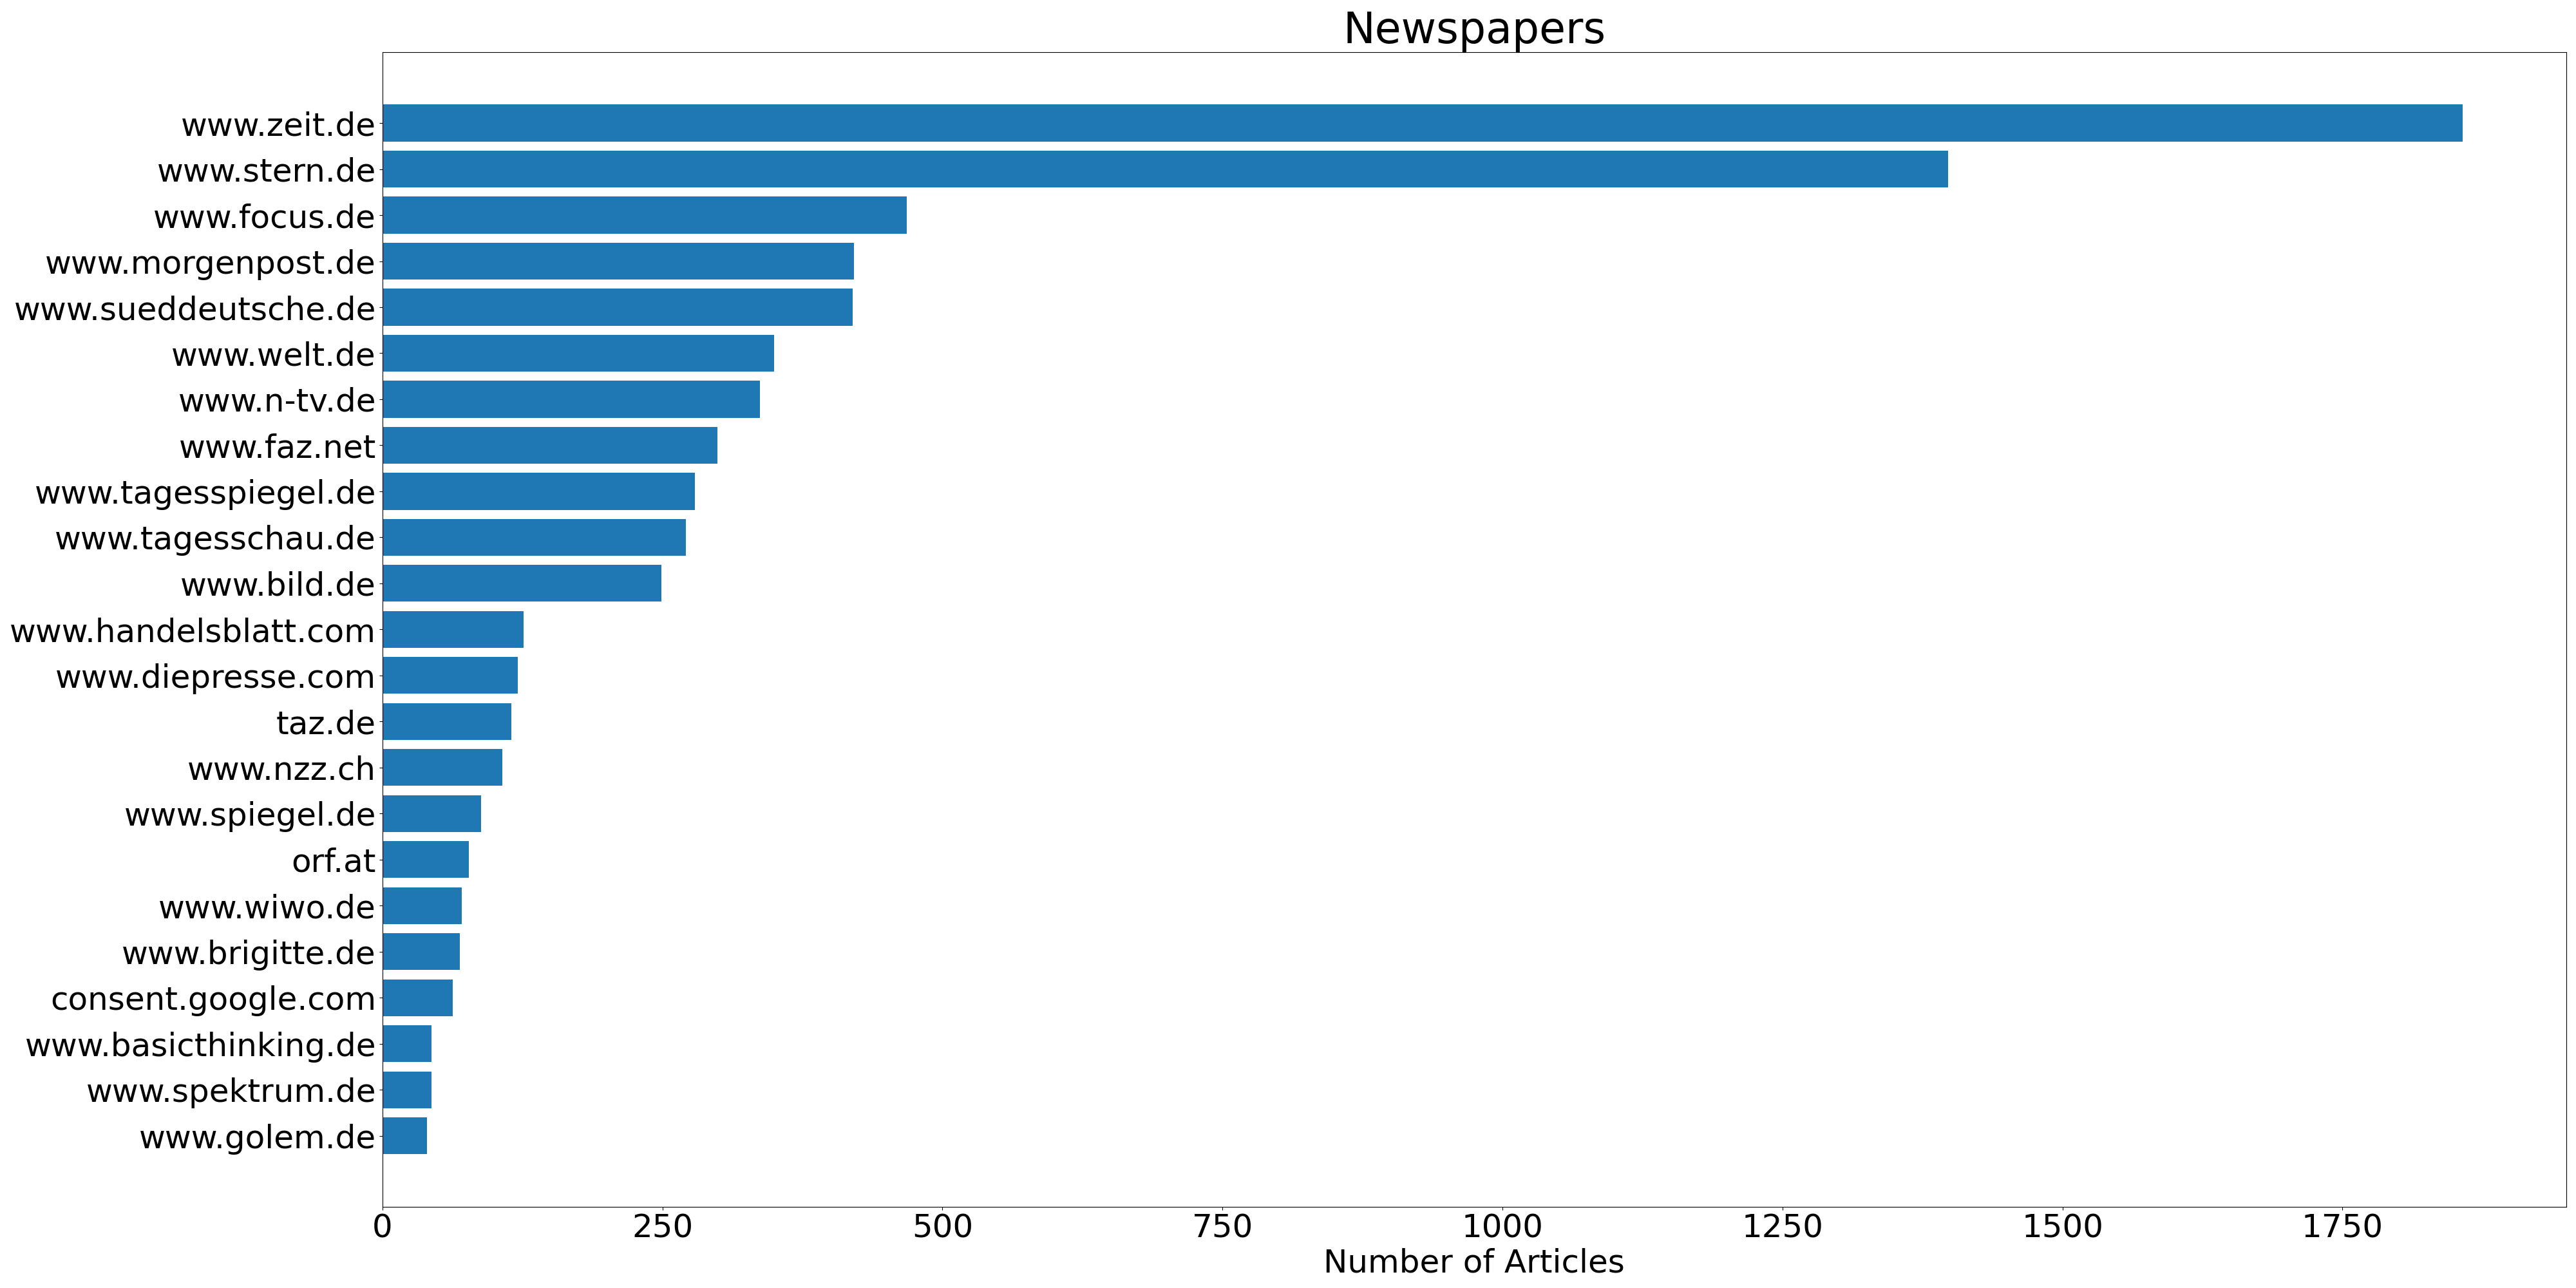 Newspapers
www.zeit.de
www.stern.de
www.focus.de
www.morgenpost.de
www.sueddeutsche.de
www.welt.de
www.n-tv.de
www.faz.net
www.tagesspiegel.de
www.tagesschau.de
www.bild.de
www.handelsblatt.com
www.diepresse.com
taz.de
www.nzz.ch
www.spiegel.de
orf.at
www.wiwo.de
www.brigitte.de
consent.google.com
www.basicthinking.de
www.spektrum.de
www.golem.de
0 250 500 750 1000 1250 1500 1750
Number of Articles